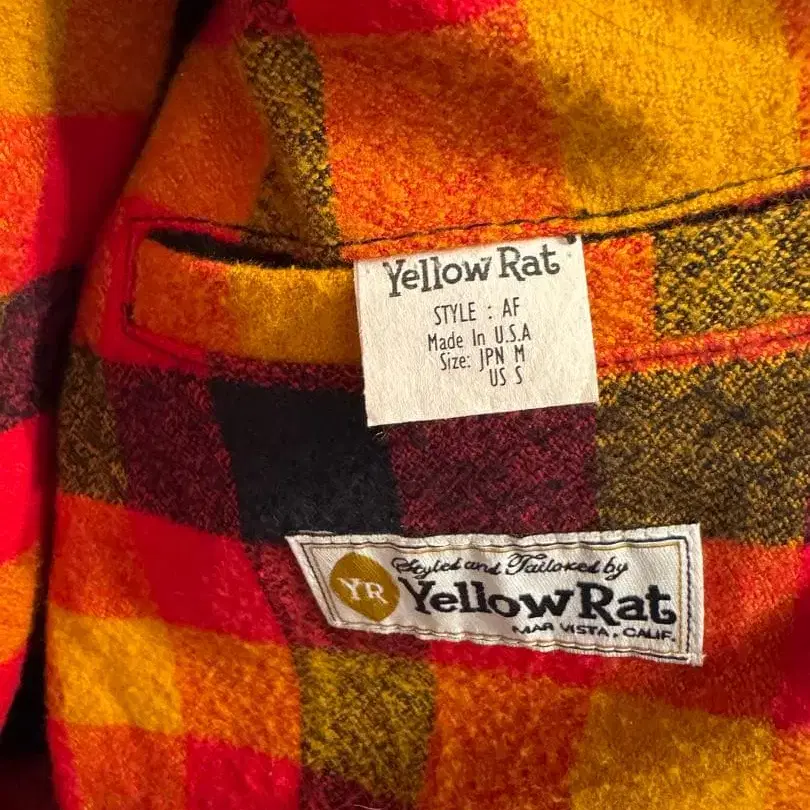 Yellow Rat
STYLE : AF
Made In U.S.A
Size: JPN M
US S
Styled and Tailored by
YR
Yellow Rat
MAR VISTA, CALIF.